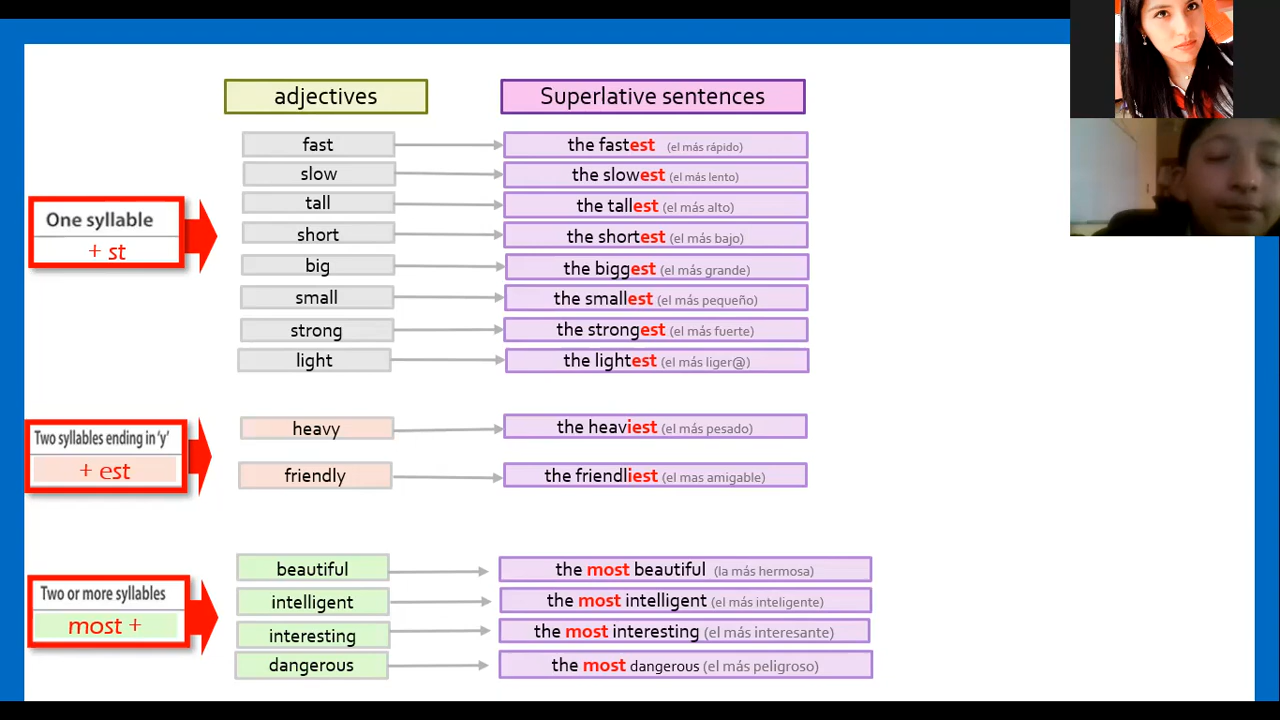 adjectives
Superlative sentences
One syllable
+ st
fast
the fastest (el más rápido)
slow
the slowest (el más lento)
tall
the tallest (el más alto)
short
the shortest (el más bajo)
big
the biggest (el más grande)
small
the smallest (el más pequeño)
strong
the strongest (el más fuerte)
light
the lightest (el más liger@)
Two syllables ending in 'y'
+ est
heavy
the heaviest (el más pesado)
friendly
the friendliest (el mas amigable)
Two or more syllables
most +
beautiful
the most beautiful (la más hermosa)
intelligent
the most intelligent (el más inteligente)
interesting
the most interesting (el más interesante)
dangerous
the most dangerous (el más peligroso)